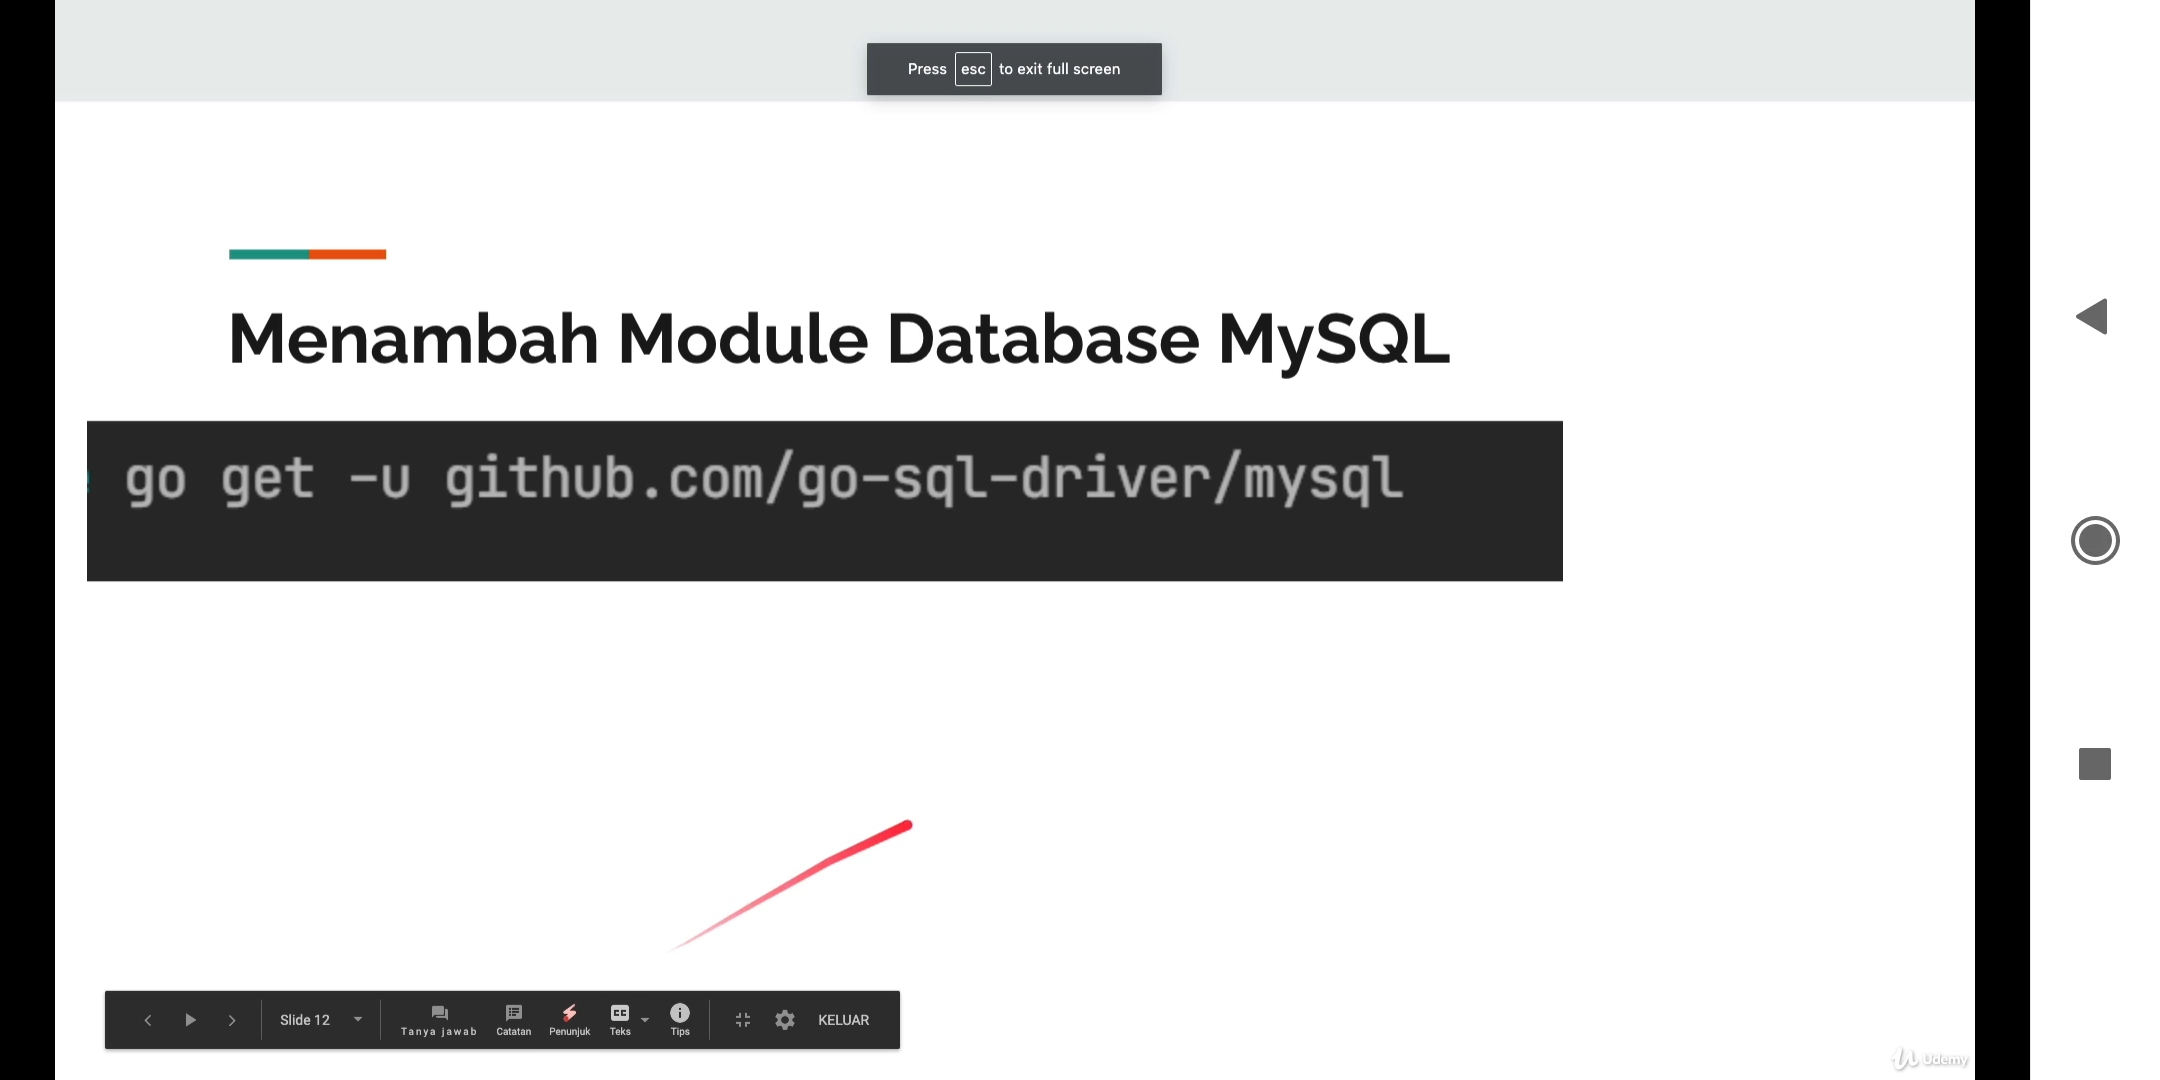 Press esc to exit full screen
Menambah Module Database MySQL
go get -u github.com/go-sql-driver/mysql
Slide 12
Tanya jawab
Catatan
Penunjuk
CC
Teks
Tips
KELUAR
Udemy